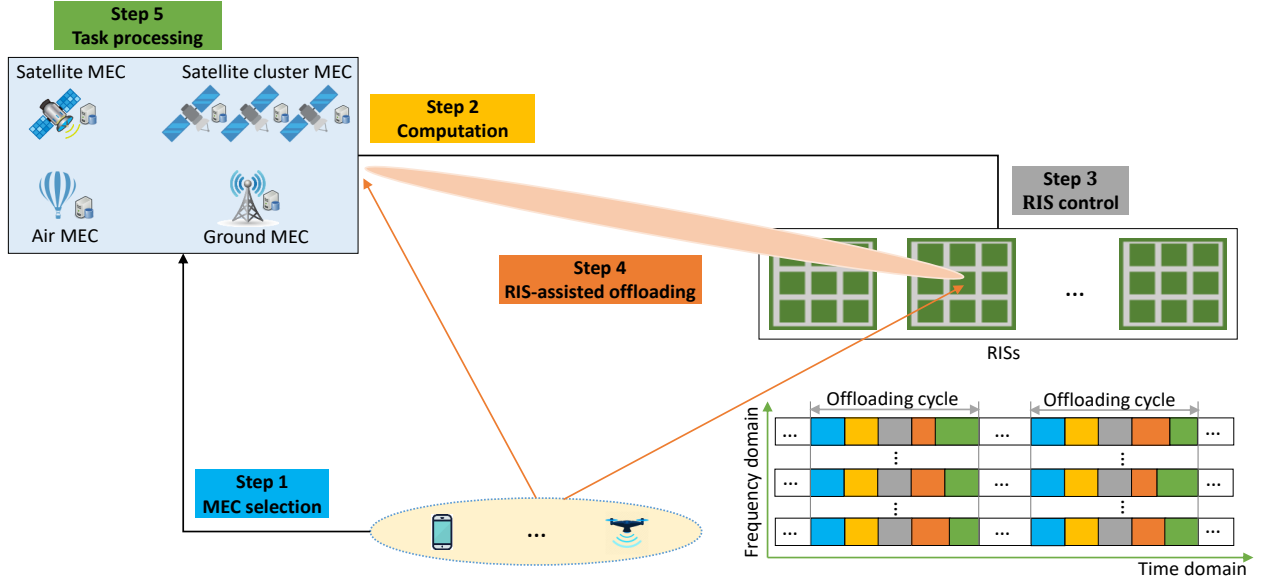 Step 5
Task processing
Satellite MEC
Satellite cluster MEC
Air MEC
Ground MEC
Step 2
Computation
Step 3
RIS control
Step 4
RIS-assisted offloading
...
RISs
Step 1
MEC selection
...
Offloading cycle
Offloading cycle
Frequency domain
... ... ...
... ...
... ... ...
... ...
... ... ...
Time domain